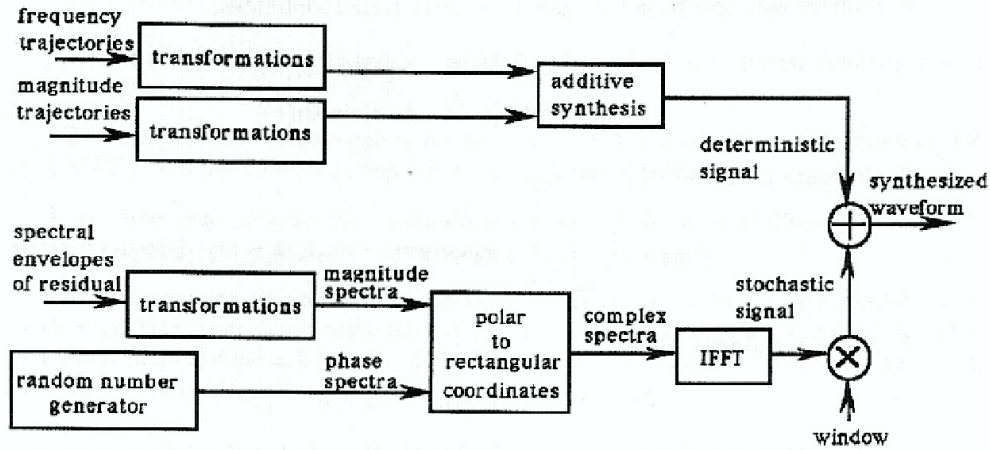 frequency
trajectories
transformations
magnitude
trajectories
transformations
additive
synthesis
deterministic
signal
synthesized
waveform
spectral
envelopes
of residual
transformations
magnitude
spectra
random number
generator
phase
spectra
polar
to
rectangular
coordinates
complex
spectra
IFFT
stochastic
signal
window